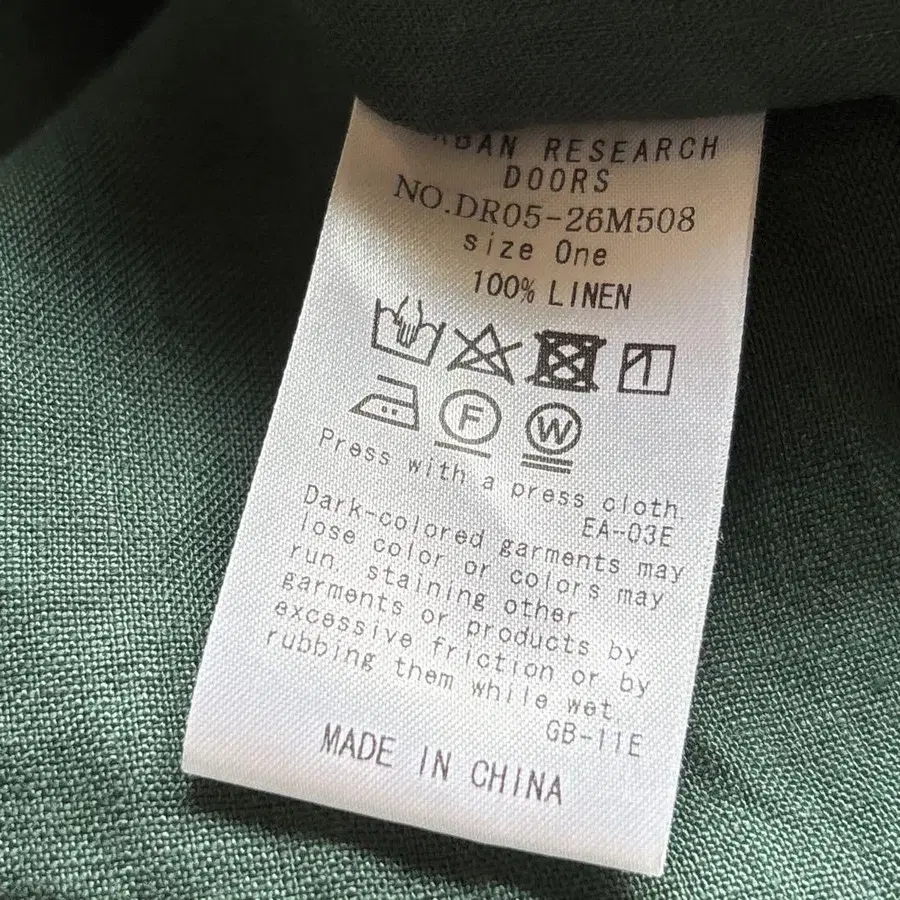 URBAN RESEARCH
DOORS
NO.DR05-26M508
size One
100% LINEN
F W
Press with a press cloth
EA-03E
Dark-colored garments may
lose color or colors may
run, staining other
garments or products by
excessive friction or by
rubbing them while wet
GB-11E
MADE IN CHINA